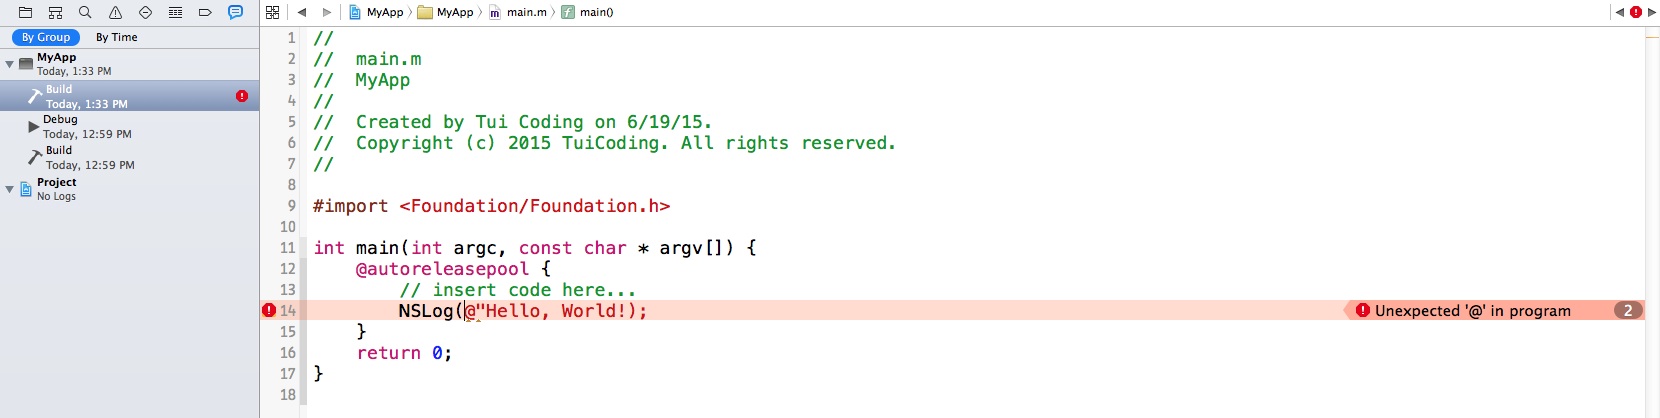 MyApp 〉 MyApp 〉 m main.m 〉 f main()
By Group By Time
MyApp
Today, 1:33 PM
Build
Today, 1:33 PM
Debug
Today, 12:59 PM
Build
Today, 12:59 PM
Project
No Logs
1 //
2 //  main.m
3 //  MyApp
4 //
5 //  Created by Tui Coding on 6/19/15.
6 //  Copyright (c) 2015 TuiCoding. All rights reserved.
7 //
8
9 #import <Foundation/Foundation.h>
10
11 int main(int argc, const char * argv[]) {
12     @autoreleasepool {
13         // insert code here...
14         NSLog(@"Hello, World!); Unexpected '@' in program 2
15     }
16     return 0;
17 }
18